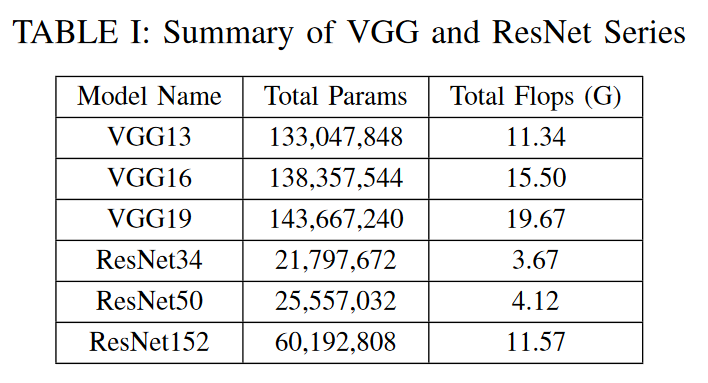 TABLE I: Summary of VGG and ResNet Series
Model Name Total Params Total Flops (G)
VGG13 133,047,848 11.34
VGG16 138,357,544 15.50
VGG19 143,667,240 19.67
ResNet34 21,797,672 3.67
ResNet50 25,557,032 4.12
ResNet152 60,192,808 11.57